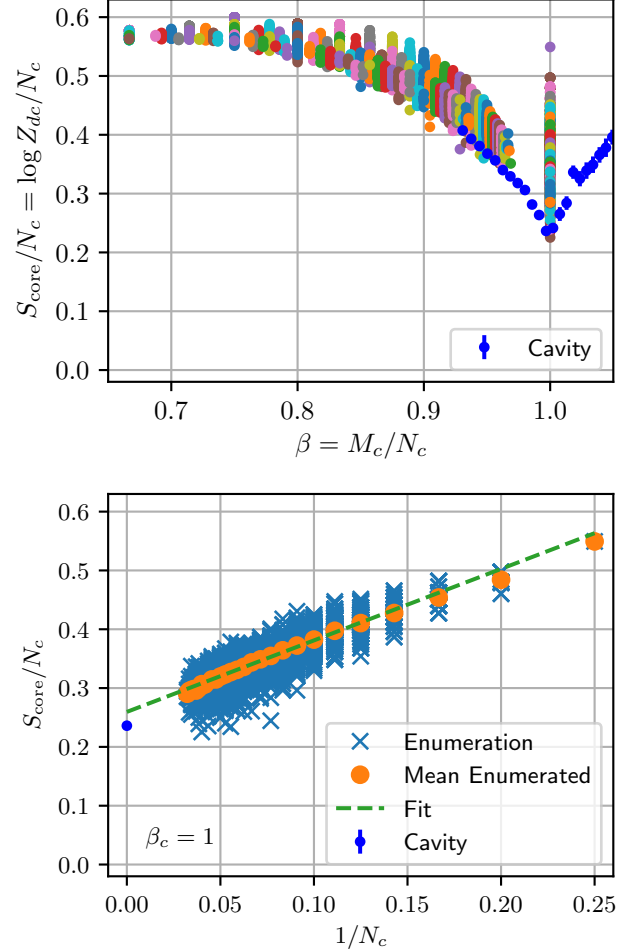 0.6
0.5
0.4
0.3
0.2
0.1
0.0
S_core/N_c = log Z_dc/N_c
Cavity
0.7 0.8 0.9 1.0
β = M_c/N_c
0.6
0.5
0.4
0.3
0.2
0.1
0.0
S_core/N_c
Enumeration
Mean Enumerated
Fit
Cavity
β_c = 1
0.00 0.05 0.10 0.15 0.20 0.25
1/N_c